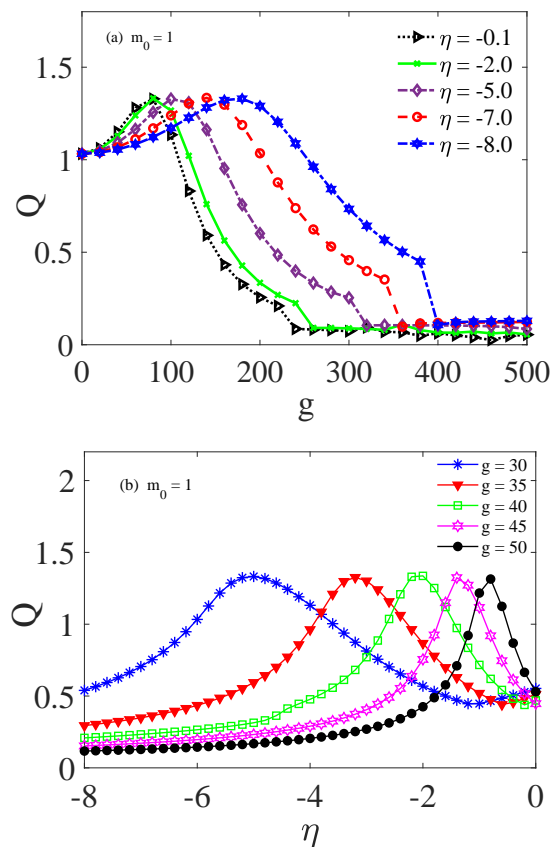 (a) m₀ = 1
η = -0.1
η = -2.0
η = -5.0
η = -7.0
η = -8.0
1.5
1
0.5
0
Q
0 100 200 300 400 500
g
(b) m₀ = 1
g = 30
g = 35
g = 40
g = 45
g = 50
2
1.5
1
0.5
0
Q
-8 -6 -4 -2 0
η